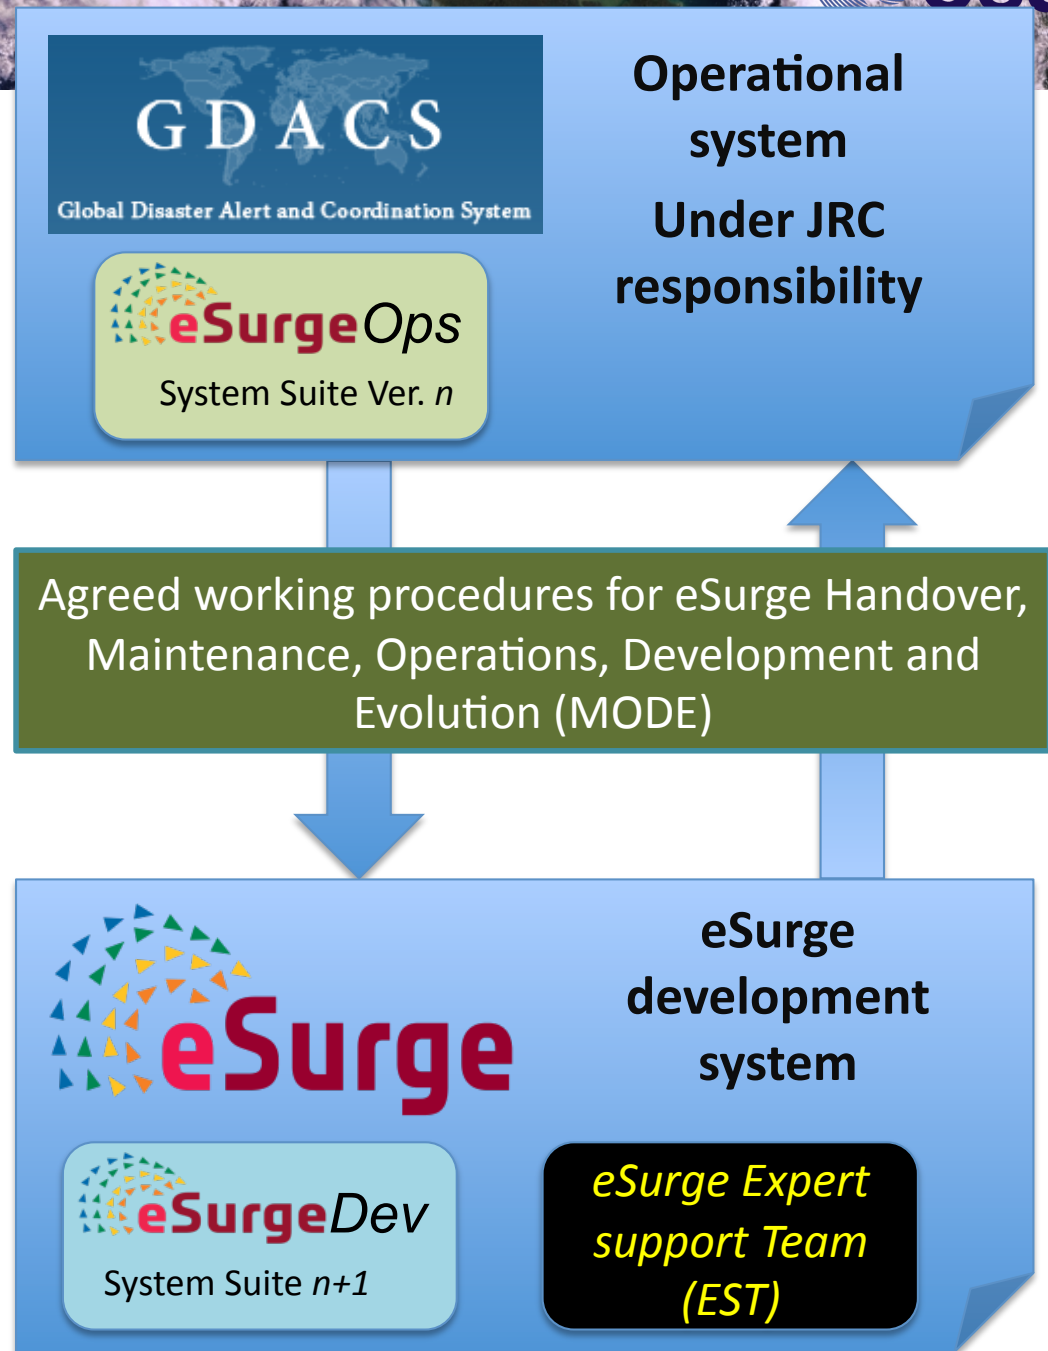 GDACS
Global Disaster Alert and Coordination System
Operational
system
Under JRC
responsibility
eSurgeOps
System Suite Ver. n
Agreed working procedures for eSurge Handover,
Maintenance, Operations, Development and
Evolution (MODE)
eSurge
eSurge
development
system
eSurgeDev
System Suite n+1
eSurge Expert
support Team
(EST)